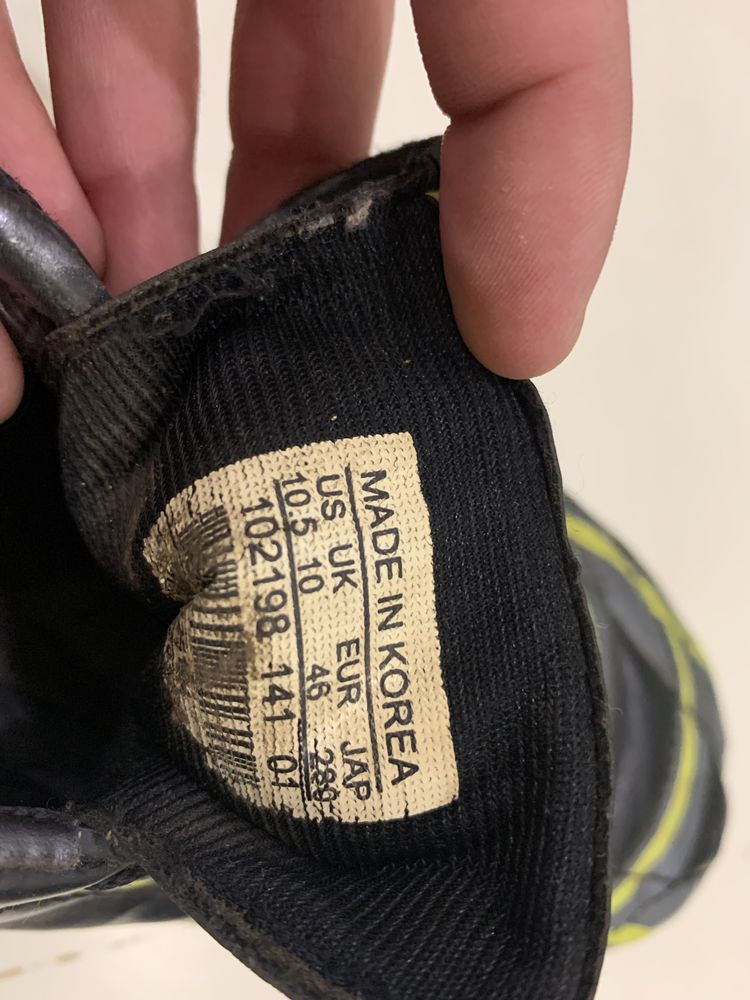 MADE IN KOREA
US UK EUR JAP
10.5 10 46
102198 141 01